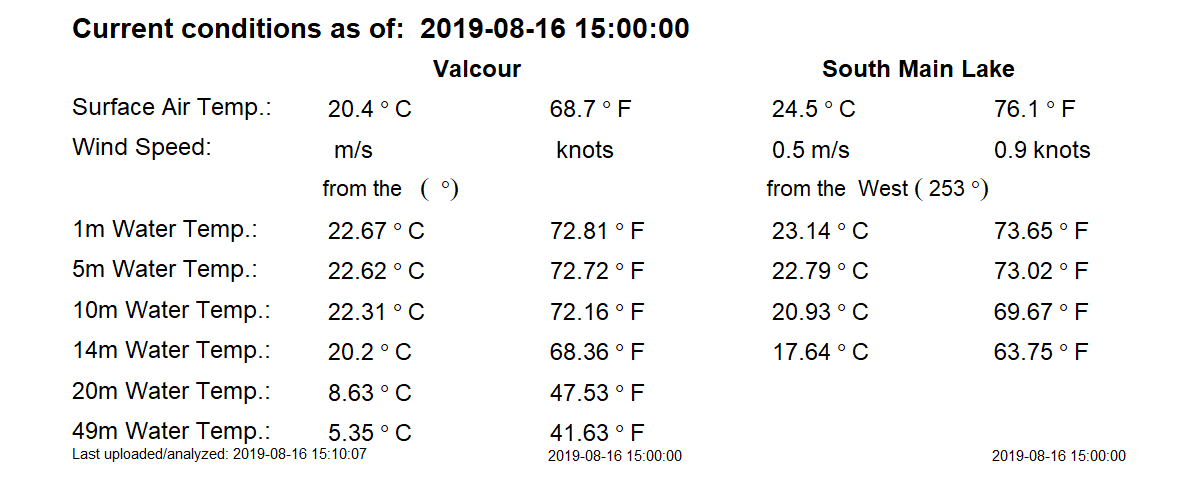 Current conditions as of: 2019-08-16 15:00:00
Valcour South Main Lake
Surface Air Temp.: 20.4 ° C 68.7 ° F 24.5 ° C 76.1 ° F
Wind Speed: m/s knots 0.5 m/s 0.9 knots
from the ( °) from the West ( 253 °)
1m Water Temp.: 22.67 ° C 72.81 ° F 23.14 ° C 73.65 ° F
5m Water Temp.: 22.62 ° C 72.72 ° F 22.79 ° C 73.02 ° F
10m Water Temp.: 22.31 ° C 72.16 ° F 20.93 ° C 69.67 ° F
14m Water Temp.: 20.2 ° C 68.36 ° F 17.64 ° C 63.75 ° F
20m Water Temp.: 8.63 ° C 47.53 ° F
49m Water Temp.: 5.35 ° C 41.63 ° F
Last uploaded/analyzed: 2019-08-16 15:10:07 2019-08-16 15:00:00 2019-08-16 15:00:00